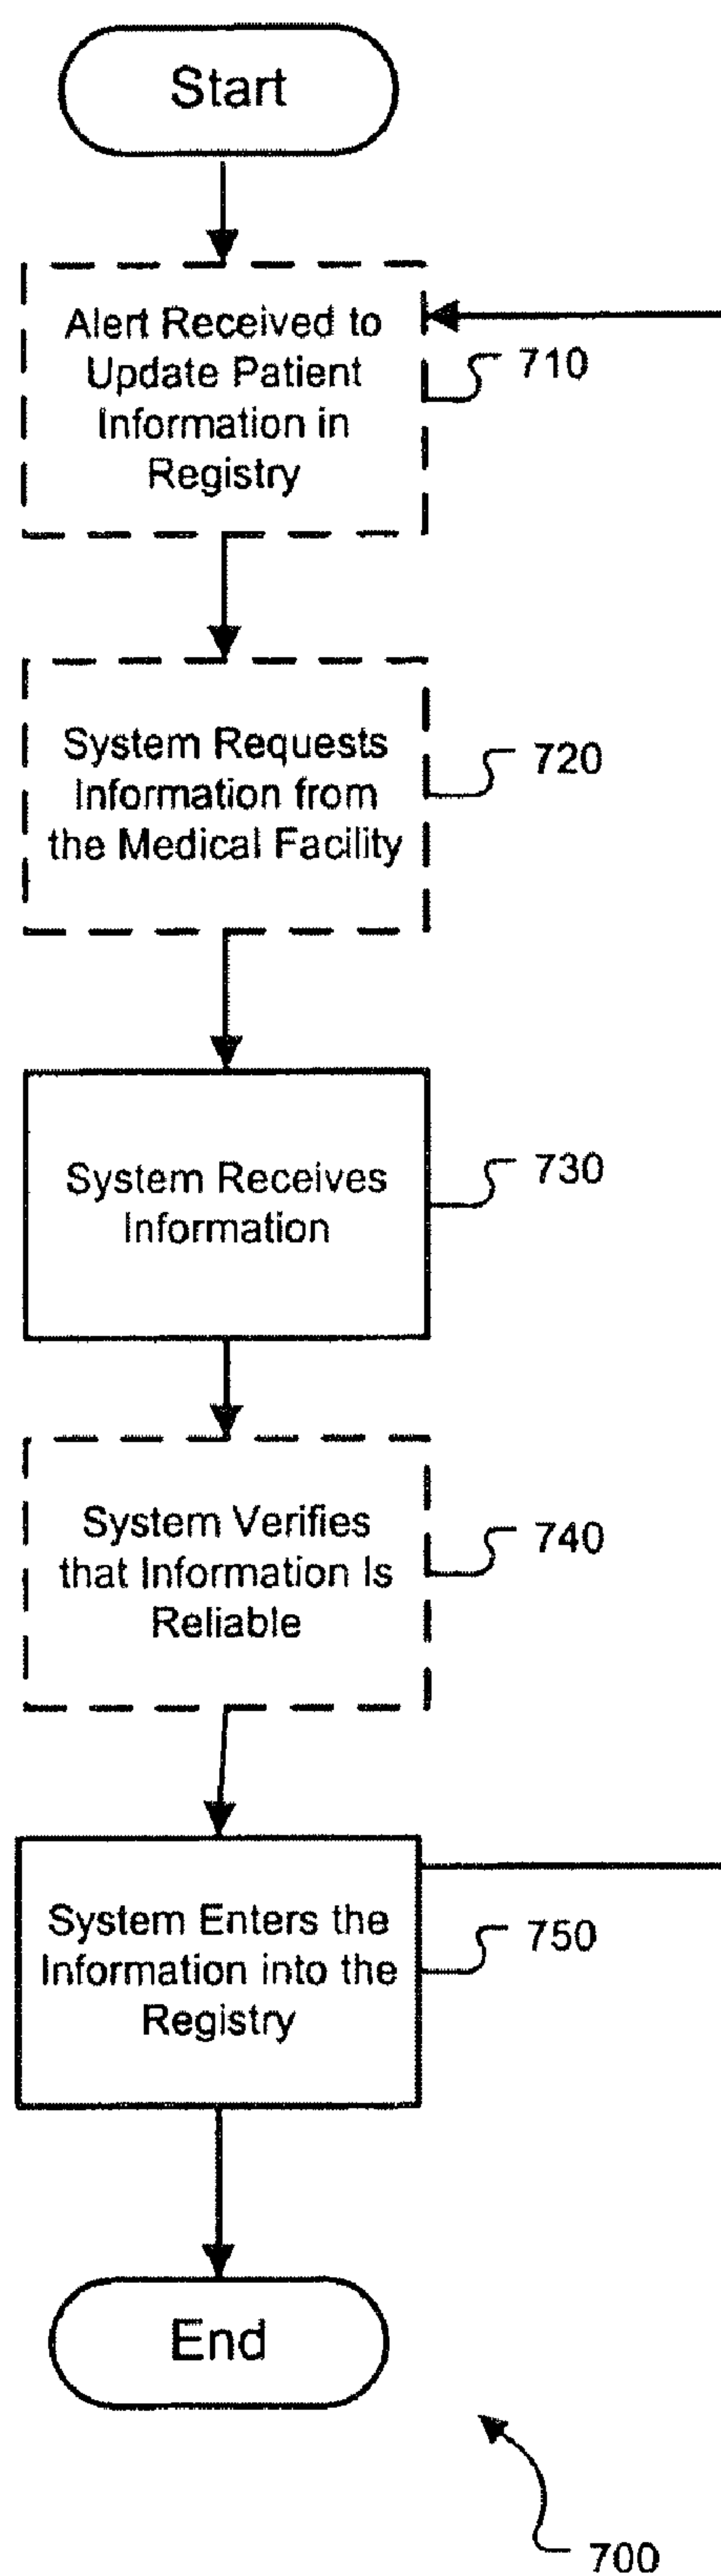 Start
Alert Received to
Update Patient
Information in
Registry
710
System Requests
Information from
the Medical Facility
720
System Receives
Information
730
System Verifies
that Information Is
Reliable
740
System Enters the
Information into the
Registry
750
End
700